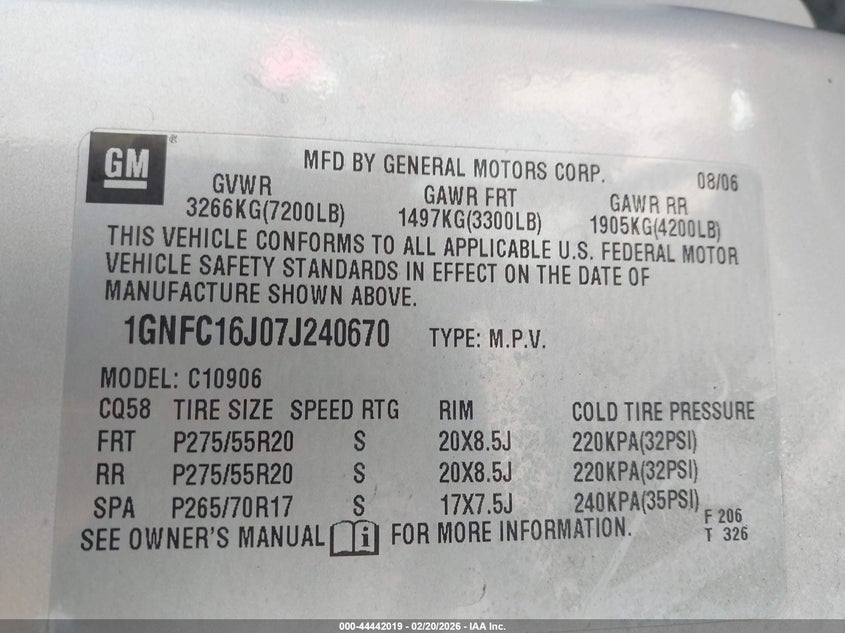 GM ®
MFD BY GENERAL MOTORS CORP. 08/06
GVWR GAWR FRT GAWR RR
3266KG(7200LB) 1497KG(3300LB) 1905KG(4200LB)
THIS VEHICLE CONFORMS TO ALL APPLICABLE U.S. FEDERAL MOTOR
VEHICLE SAFETY STANDARDS IN EFFECT ON THE DATE OF
MANUFACTURE SHOWN ABOVE.
1GNFC16J07J240670 TYPE: M.P.V.
MODEL: C10906
CQ58 TIRE SIZE SPEED RTG RIM COLD TIRE PRESSURE
FRT P275/55R20 S 20X8.5J 220KPA(32PSI)
RR P275/55R20 S 20X8.5J 220KPA(32PSI)
SPA P265/70R17 S 17X7.5J 240KPA(35PSI)
F 206
SEE OWNER'S MANUAL i FOR MORE INFORMATION. T 326
000-44442019 - 02/20/2026 - IAA Inc.